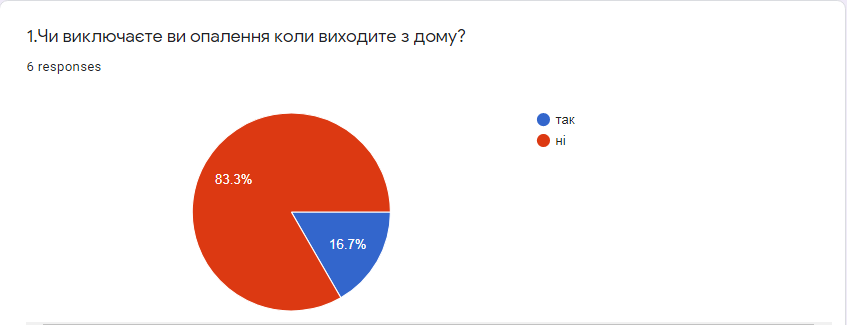 1.Чи виключаєте ви опалення коли виходите з дому?
6 responses
так
ні
83.3%
16.7%